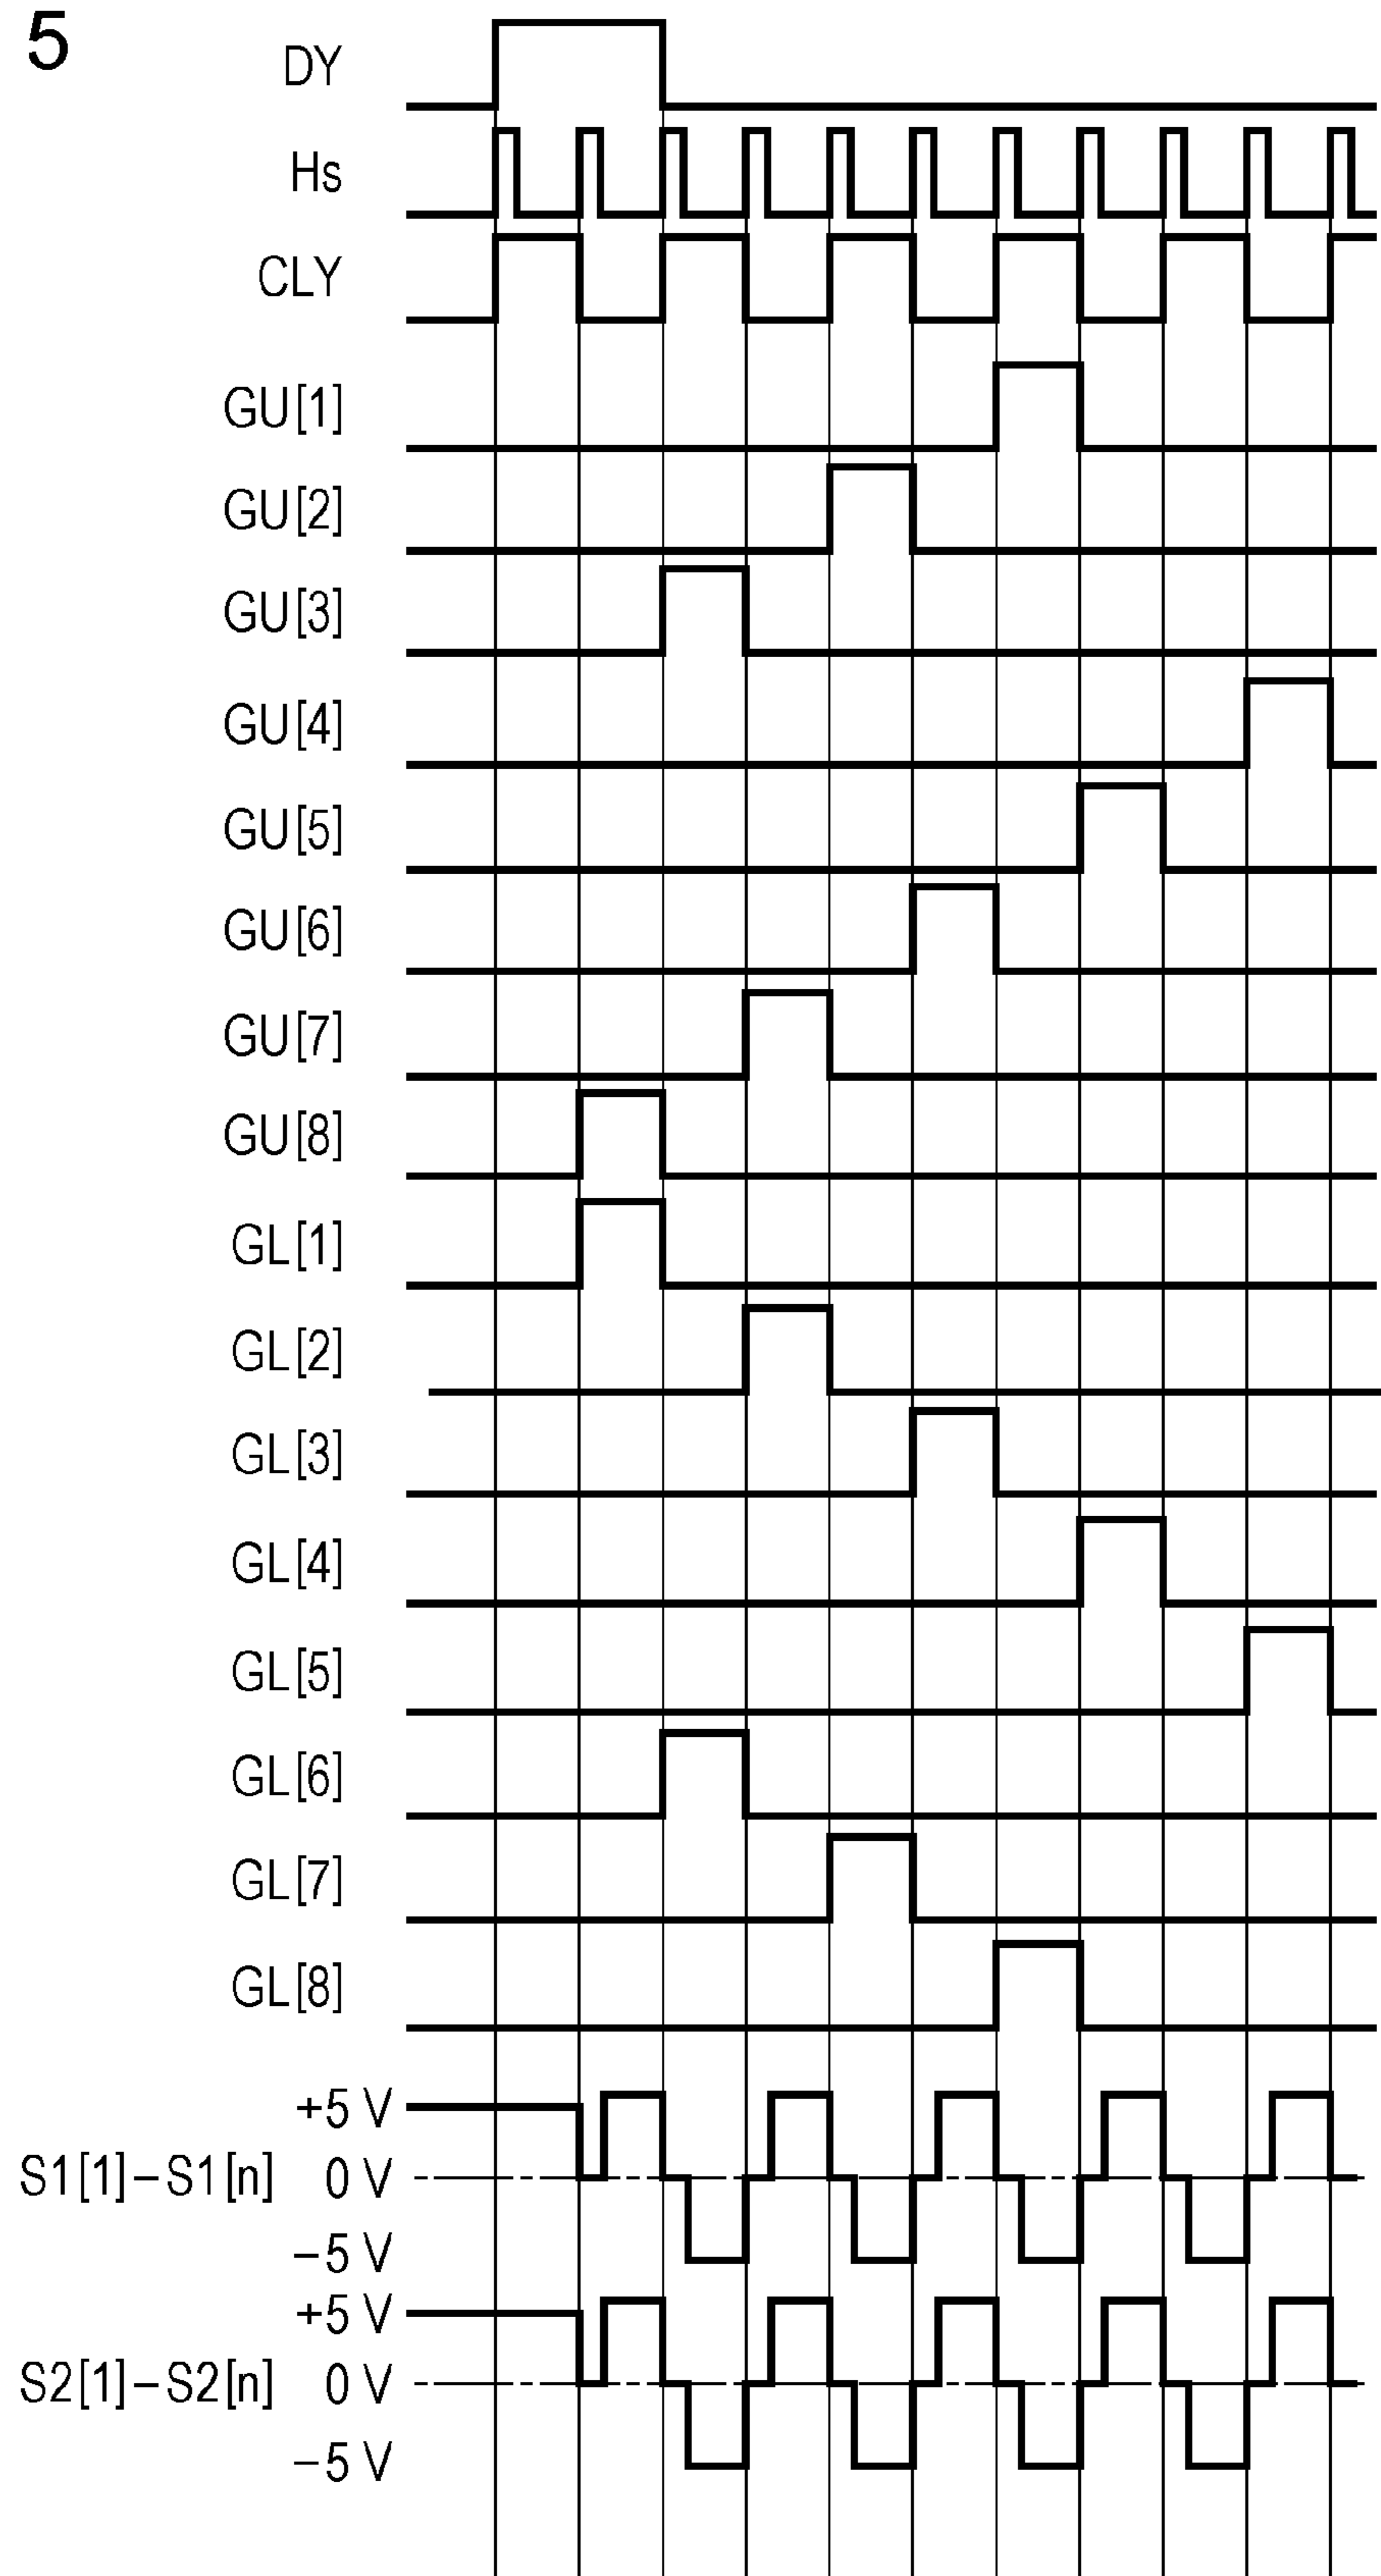 5
DY
Hs
CLY
GU[1]
GU[2]
GU[3]
GU[4]
GU[5]
GU[6]
GU[7]
GU[8]
GL[1]
GL[2]
GL[3]
GL[4]
GL[5]
GL[6]
GL[7]
GL[8]
+5 V
S1[1]–S1[n] 0 V
–5 V
+5 V
S2[1]–S2[n] 0 V
–5 V